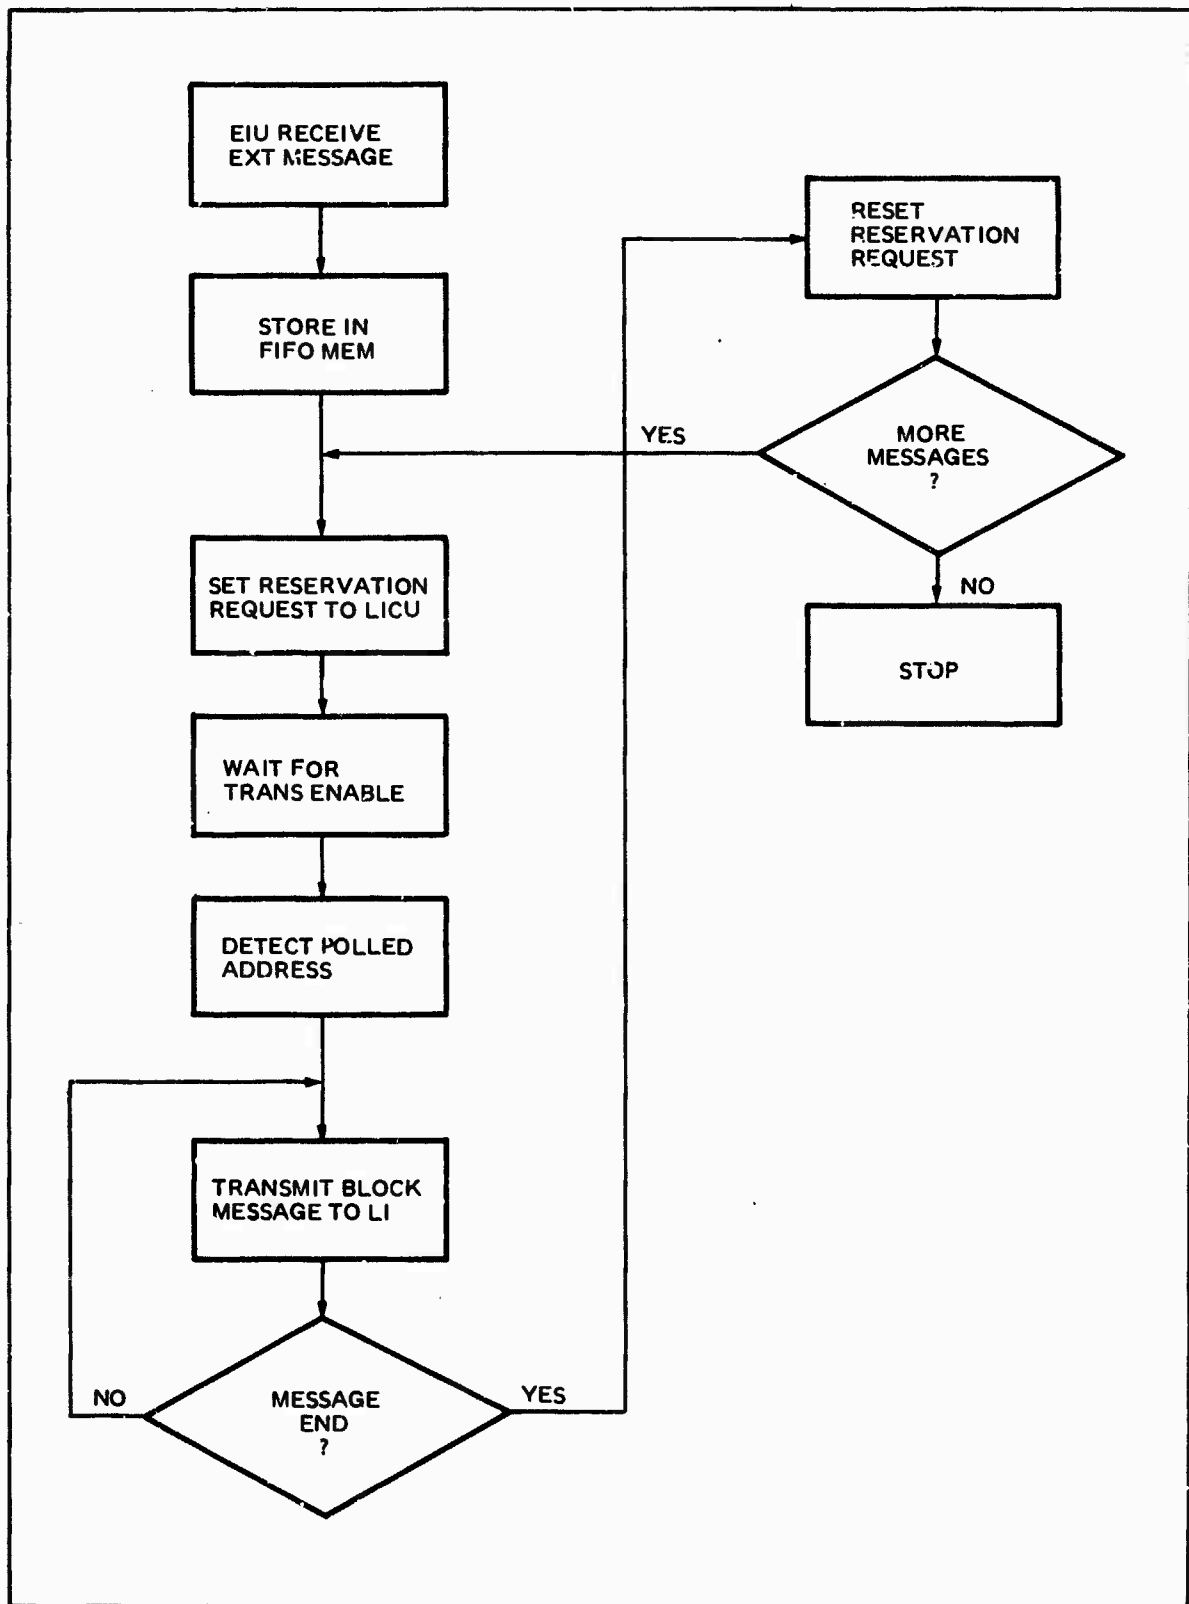 EIU RECEIVE
EXT MESSAGE
STORE IN
FIFO MEM
SET RESERVATION
REQUEST TO LICU
WAIT FOR
TRANS ENABLE
DETECT POLLED
ADDRESS
TRANSMIT BLOCK
MESSAGE TO LI
MESSAGE
END
?
NO
YES
RESET
RESERVATION
REQUEST
MORE
MESSAGES
?
YES
NO
STOP